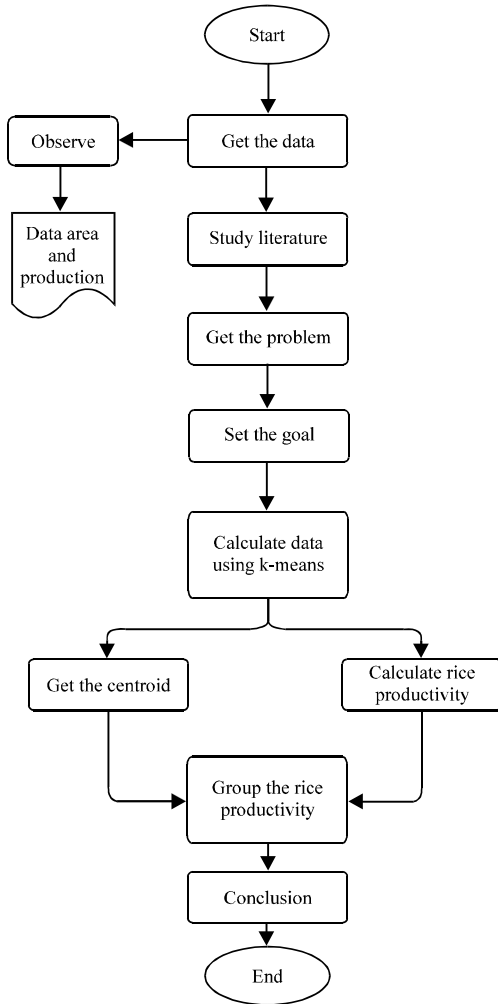 Start
Observe
Get the data
Data area
and
production
Study literature
Get the problem
Set the goal
Calculate data
using k-means
Get the centroid
Calculate rice
productivity
Group the rice
productivity
Conclusion
End